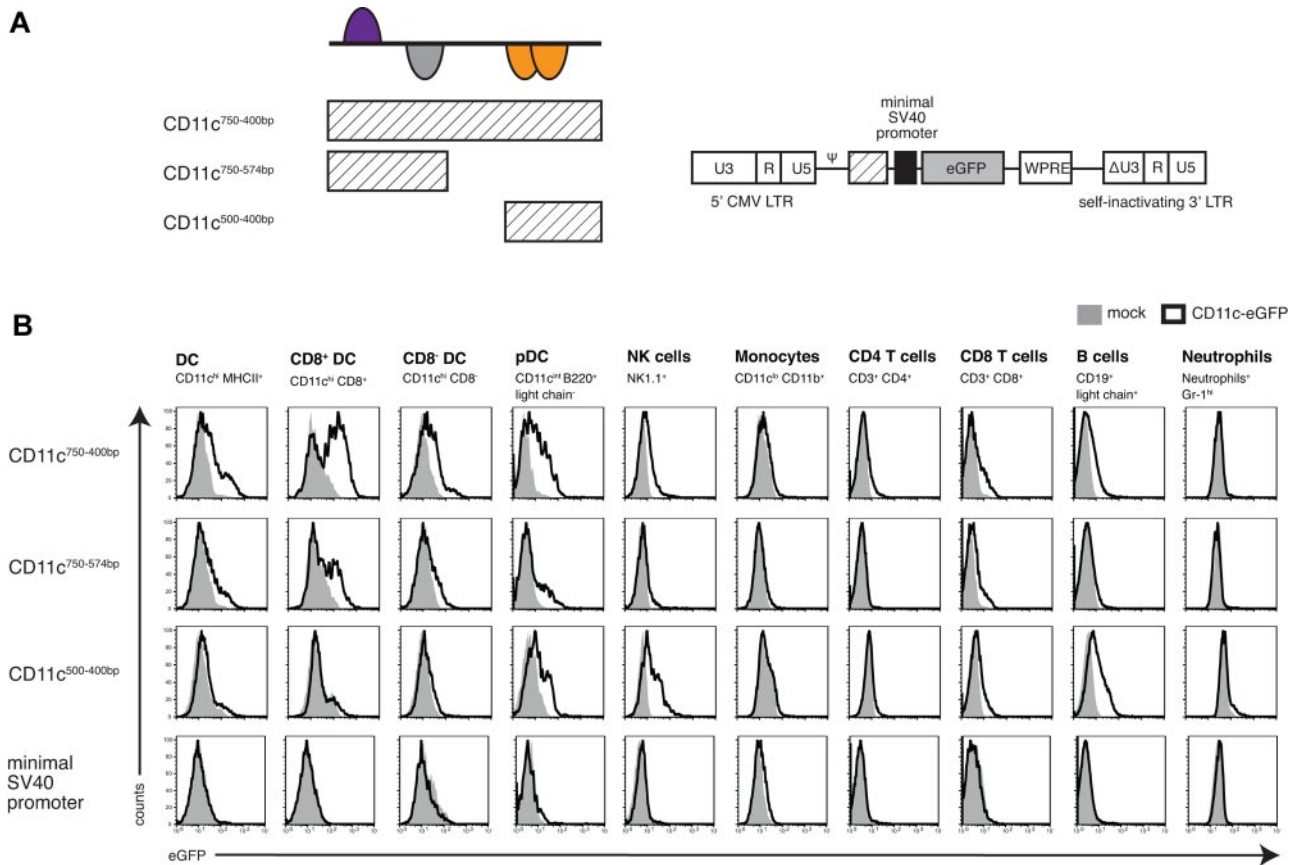 A
CD11c750-400bp
CD11c750-574bp
CD11c500-400bp
minimal
SV40
promoter
U3 R U5 Ψ eGFP WPRE ΔU3 R U5
5' CMV LTR self-inactivating 3' LTR
B
mock CD11c-eGFP
DC CD8+ DC CD8- DC pDC NK cells Monocytes CD4 T cells CD8 T cells B cells Neutrophils
CD11chi MHCII+ CD11chi CD8+ CD11chi CD8- CD11cint B220+ NK1.1+ CD11clo CD11b+ CD3+ CD4+ CD3+ CD8+ CD19+ Neutrophils+
light chain- light chain+ Gr-1hi
CD11c750-400bp
CD11c750-574bp
CD11c500-400bp
minimal
SV40
promoter
counts
eGFP